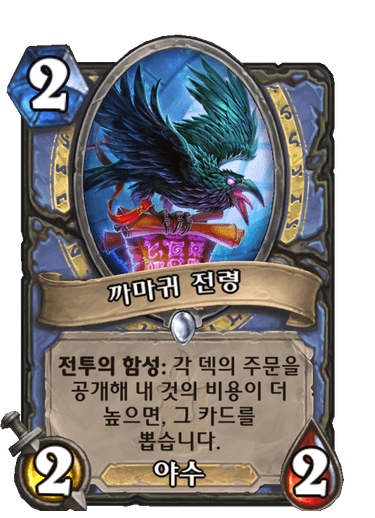 2
까마귀 전령
전투의 함성: 각 덱의 주문을
공개해 내 것의 비용이 더
높으면, 그 카드를
뽑습니다.
2
야수
2